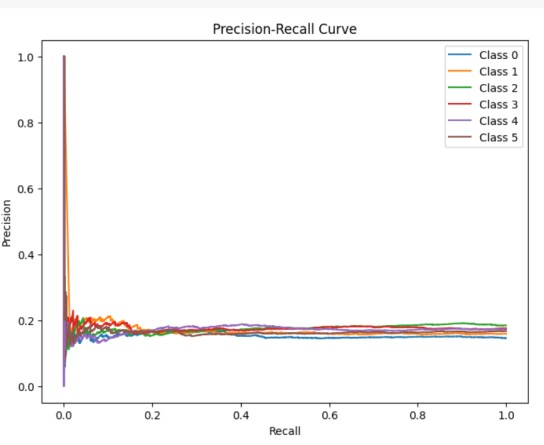 Precision-Recall Curve
Class 0
Class 1
Class 2
Class 3
Class 4
Class 5
1.0
0.8
0.6
0.4
0.2
0.0
Precision
0.0 0.2 0.4 0.6 0.8 1.0
Recall